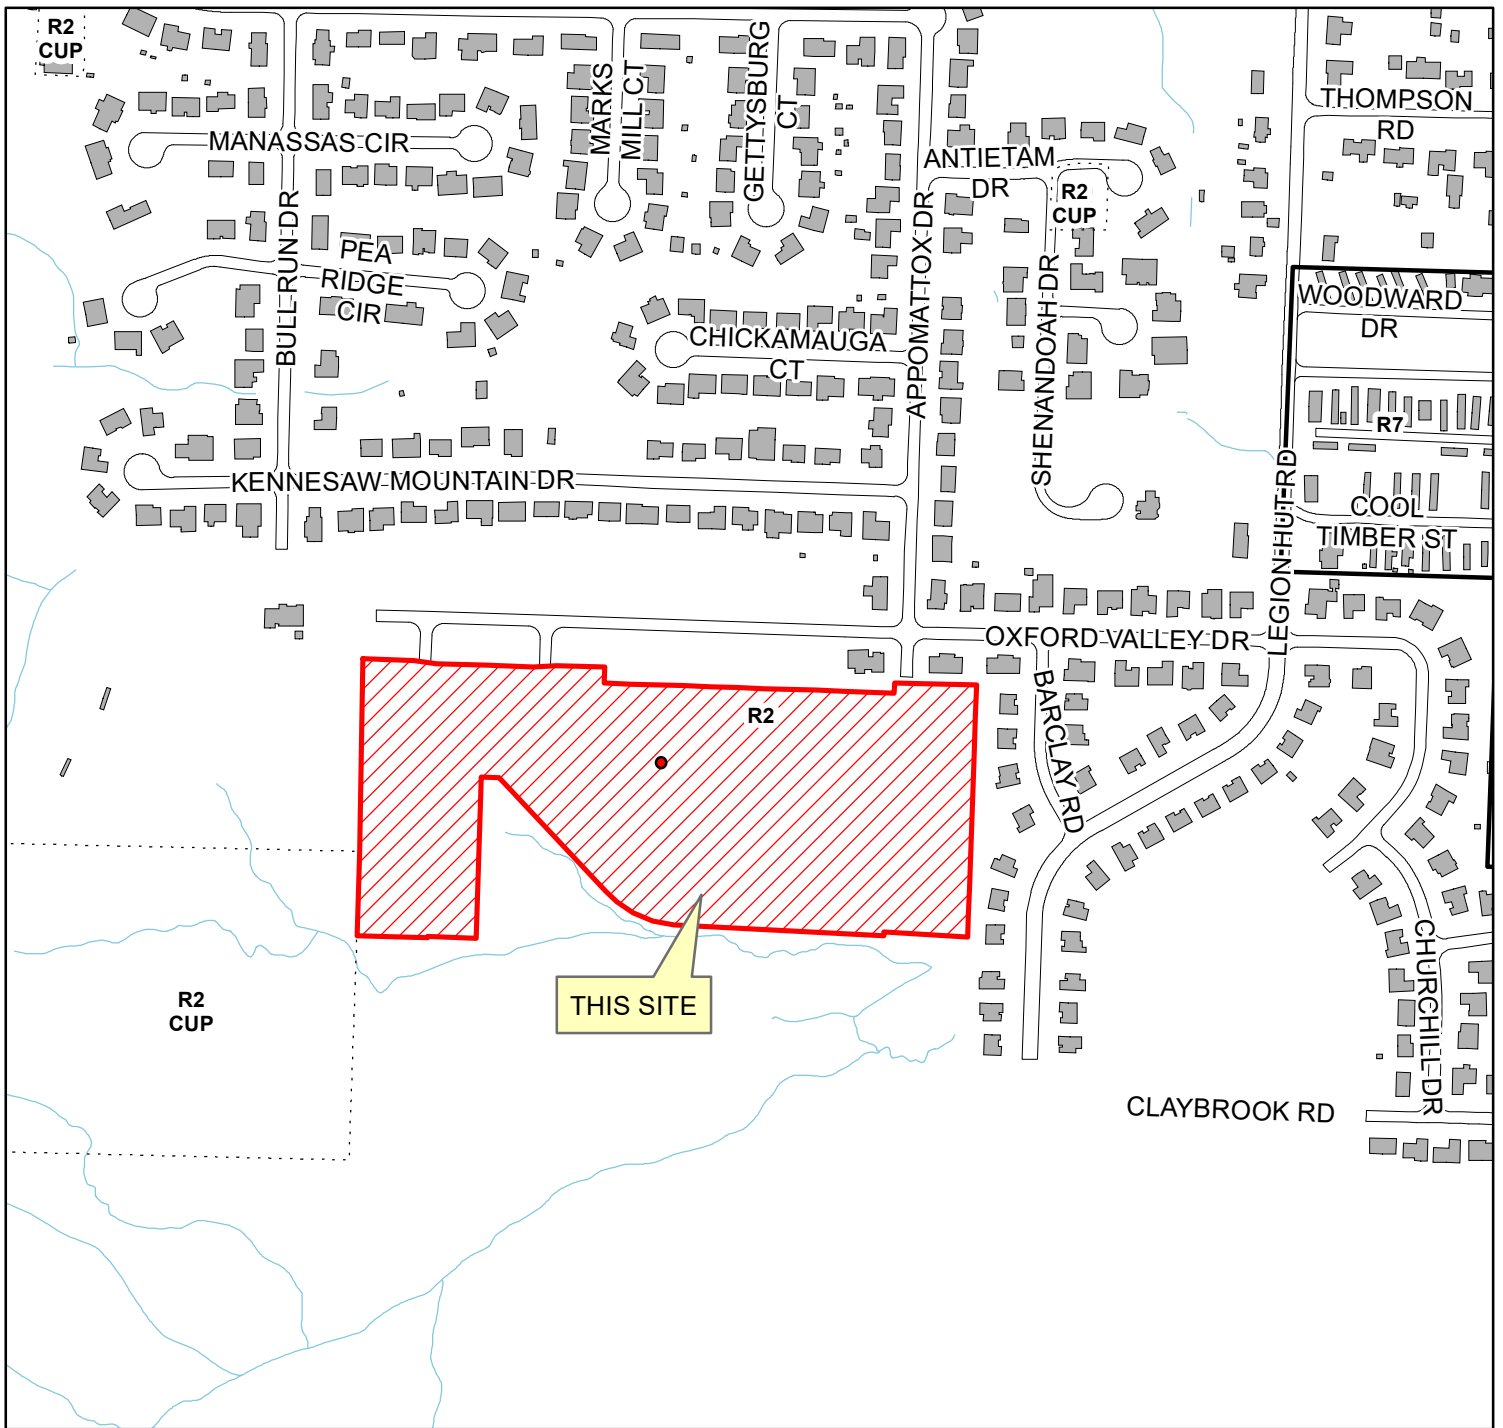 R2
CUP
MARKS
MILL CT
GETTYSBURG
CT
THOMPSON
RD
MANASSAS CIR
ANTIETAM
DR
R2
CUP
BULL RUN DR
APPOMATTOX DR
PEA
RIDGE
CIR
SHENANDOAH DR
WOODWARD
DR
CHICKAMAUGA
CT
R7
KENNESAW MOUNTAIN DR
LEGION HUT RD
COOL
TIMBER ST
OXFORD VALLEY DR
BARCLAY RD
R2
THIS SITE
R2
CUP
CHURCHILL DR
CLAYBROOK RD